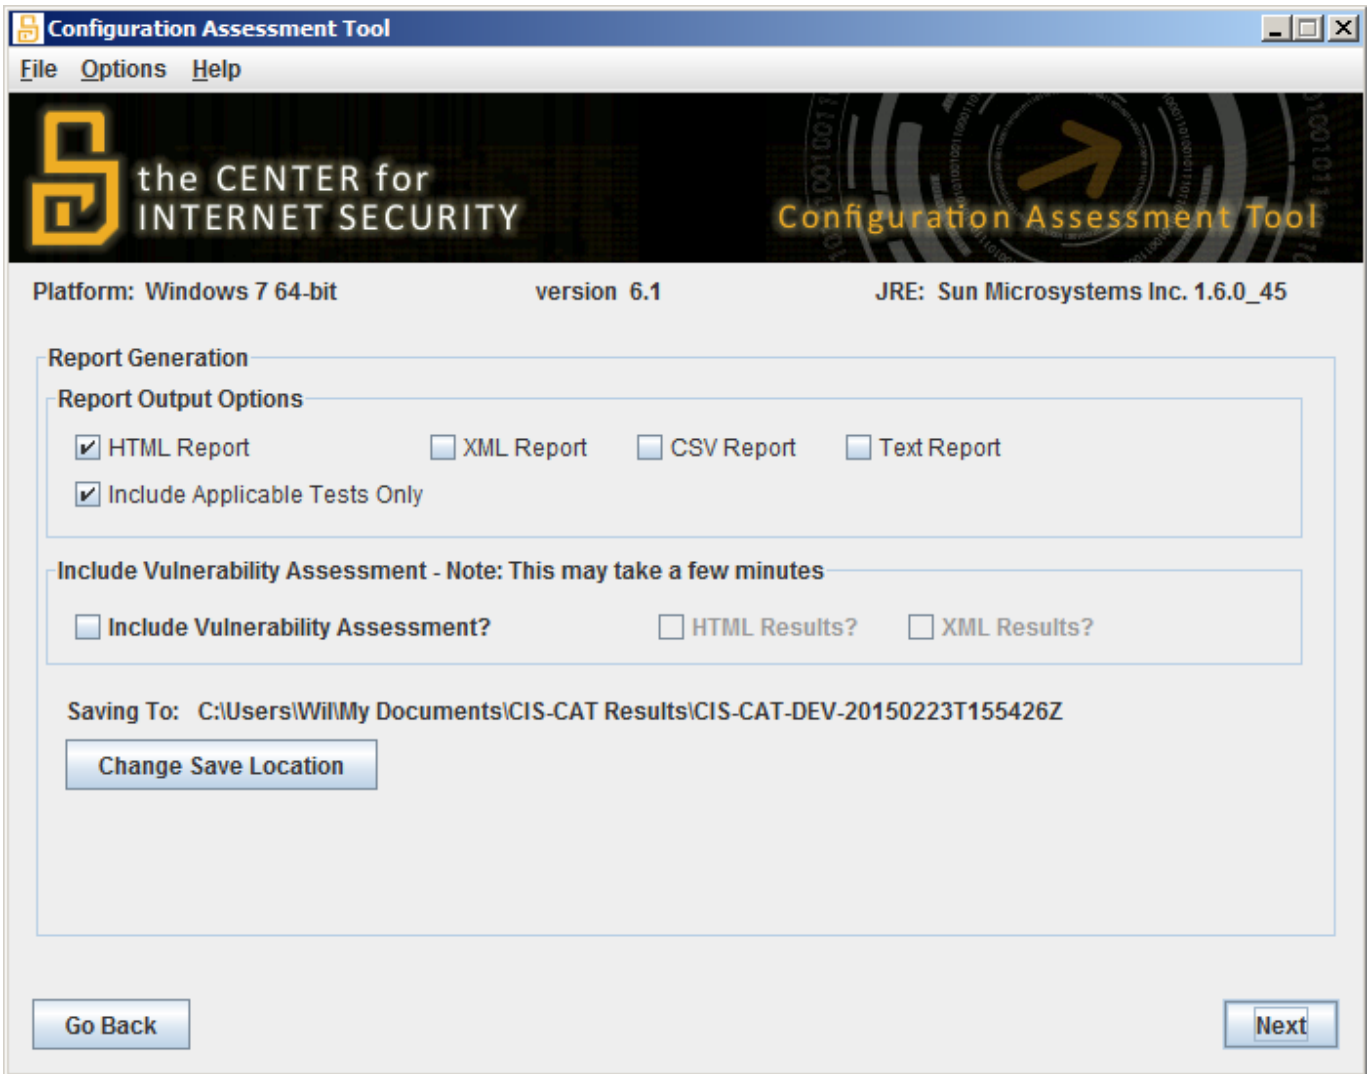 Configuration Assessment Tool
File Options Help
the CENTER for
INTERNET SECURITY
Configuration Assessment Tool
Platform: Windows 7 64-bit version 6.1 JRE: Sun Microsystems Inc. 1.6.0_45
Report Generation
Report Output Options
HTML Report XML Report CSV Report Text Report
Include Applicable Tests Only
Include Vulnerability Assessment - Note: This may take a few minutes
Include Vulnerability Assessment? HTML Results? XML Results?
Saving To: C:\Users\Wil\My Documents\CIS-CAT Results\CIS-CAT-DEV-20150223T155426Z
Change Save Location
Go Back Next